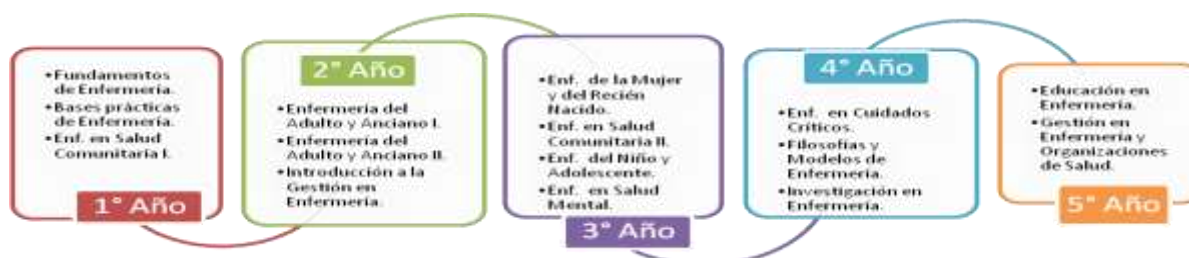 •Fundamentos
de Enfermería.
•Bases prácticas
de Enfermería.
•Enf. en Salud
Comunitaria I.
1° Año
2° Año
•Enfermería del
Adulto y Anciano I.
•Enfermería del
Adulto y Anciano II.
•Introducción a la
Gestión en
Enfermería.
•Enf. de la Mujer
y del Recién
Nacido.
•Enf. en Salud
Comunitaria II.
•Enf. del Niño y
Adolescente.
•Enf. en Salud
Mental.
3° Año
4° Año
•Enf. en Cuidados
Críticos.
•Filosofías y
Modelos de
Enfermería.
•Investigación en
Enfermería.
•Educación en
Enfermería.
•Gestión en
Enfermería y
Organizaciones
de Salud.
5° Año